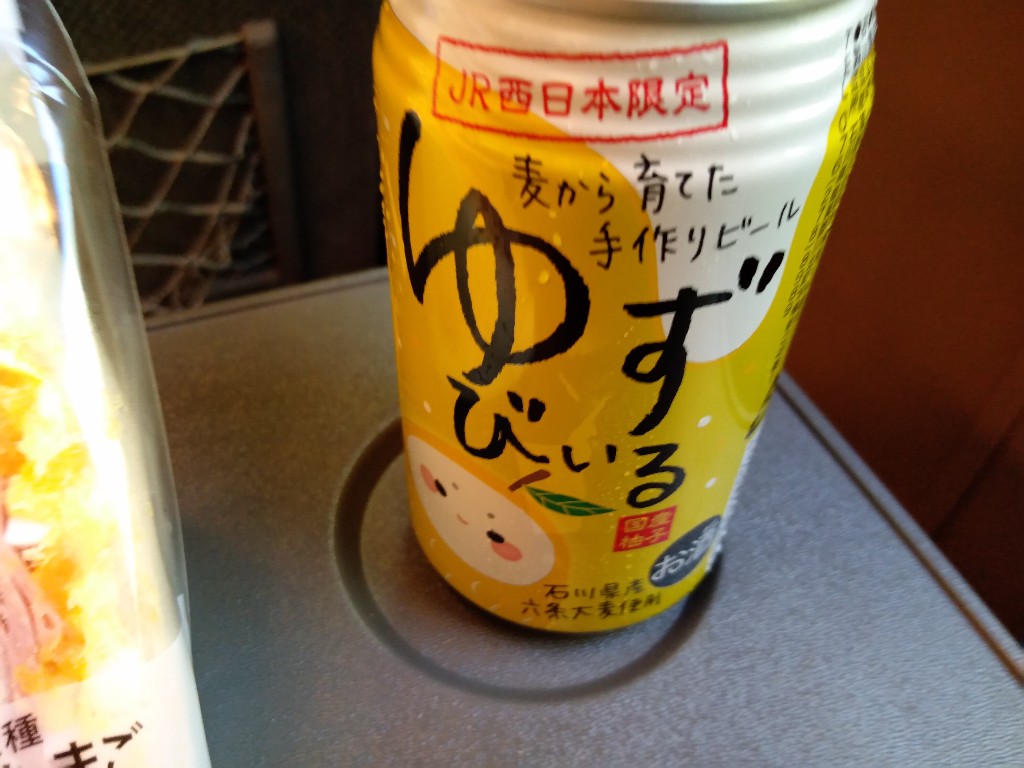 JR西日本限定
麦から育てた
手作りビール
ゆず
びぃる
国産
柚子
お酒
石川県産
六条大麦使用
種